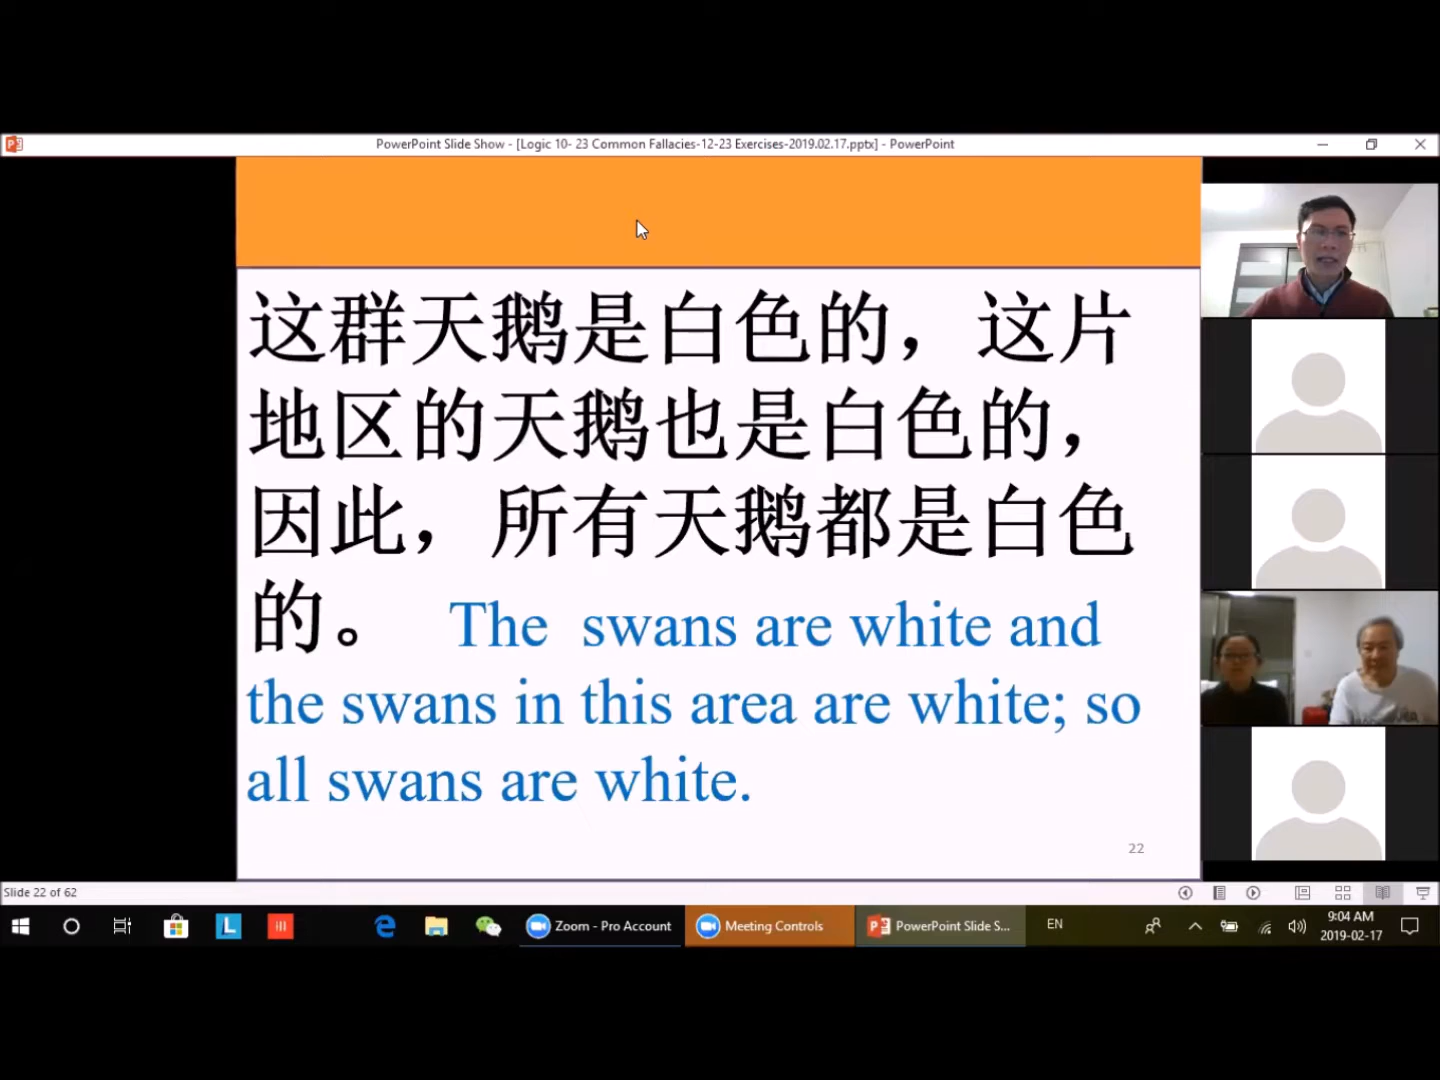 PowerPoint Slide Show - [Logic 10- 23 Common Fallacies-12-23 Exercises-2019.02.17.pptx] - PowerPoint
这群天鹅是白色的，这片
地区的天鹅也是白色的，
因此，所有天鹅都是白色
的。 The swans are white and
the swans in this area are white; so
all swans are white.
22
Slide 22 of 62
Zoom - Pro Account
Meeting Controls
PowerPoint Slide S...
EN
9:04 AM
2019-02-17